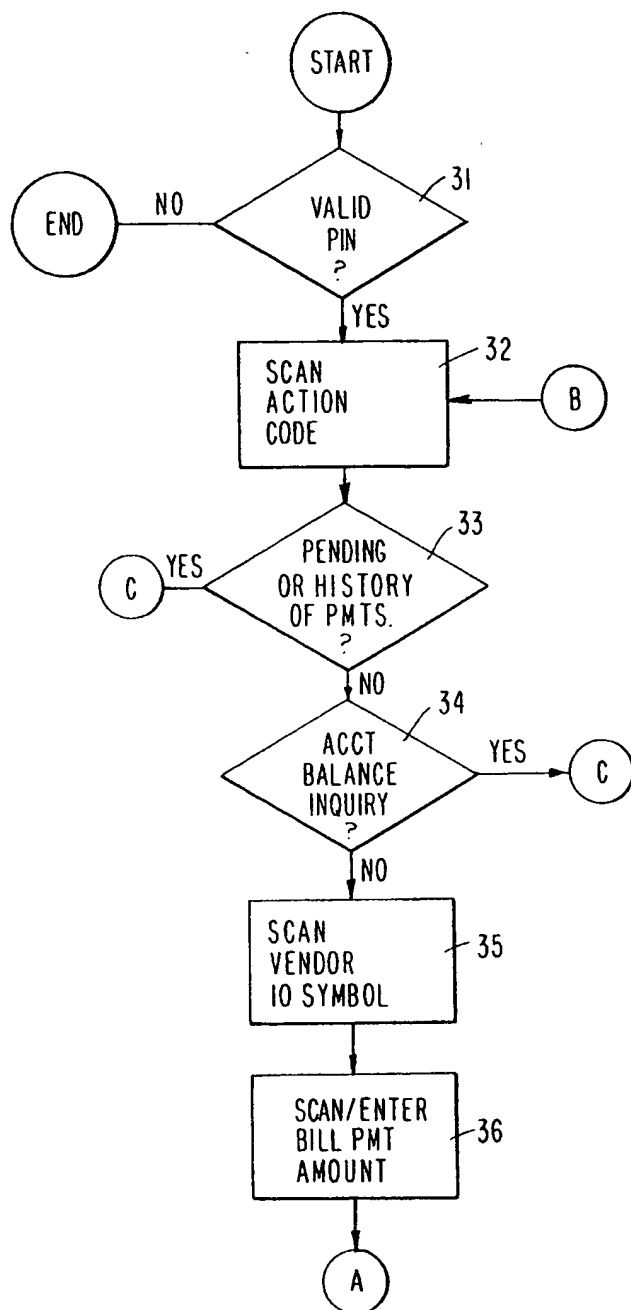 START
31
VALID
PIN
?
NO
END
YES
32
SCAN
ACTION
CODE
B
33
PENDING
OR HISTORY
OF PMTS.
?
YES
C
NO
34
ACCT
BALANCE
INQUIRY
?
YES
C
NO
35
SCAN
VENDOR
IO SYMBOL
36
SCAN/ENTER
BILL PMT
AMOUNT
A